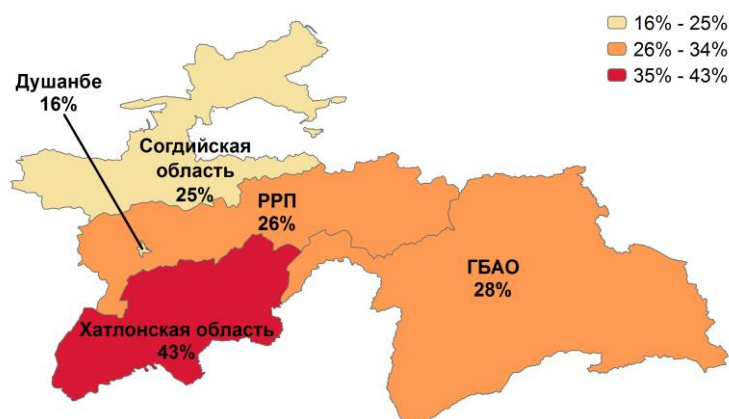 16% - 25%
26% - 34%
35% - 43%
Душанбе
16%
Согдийская
область
25%
РРП
26%
ГБАО
28%
Хатлонская область
43%